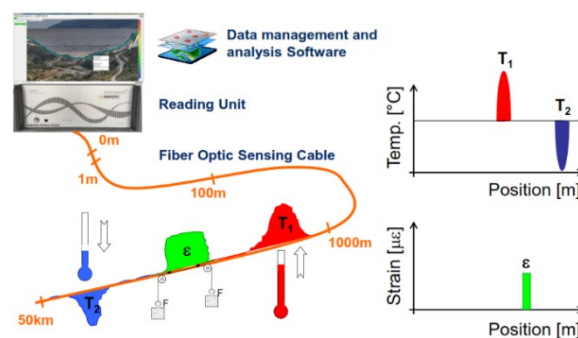 Data management and
analysis Software
Reading Unit
Fiber Optic Sensing Cable
0m
1m
100m
1000m
50km
T1
ε
T2
F
F
Temp. [°C]
T1
T2
Position [m]
Strain [με]
ε
Position [m]